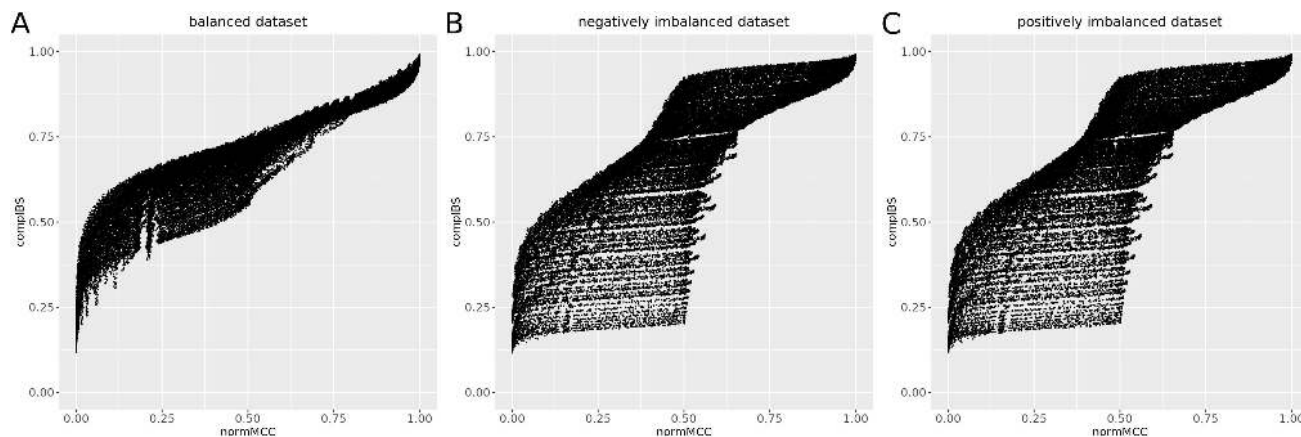 A
balanced dataset
1.00
0.75
0.50
0.25
0.00
complBS
0.00 0.25 0.50 0.75 1.00
normMCC
B
negatively imbalanced dataset
1.00
0.75
0.50
0.25
0.00
complBS
0.00 0.25 0.50 0.75 1.00
normMCC
C
positively imbalanced dataset
1.00
0.75
0.50
0.25
0.00
complBS
0.00 0.25 0.50 0.75 1.00
normMCC